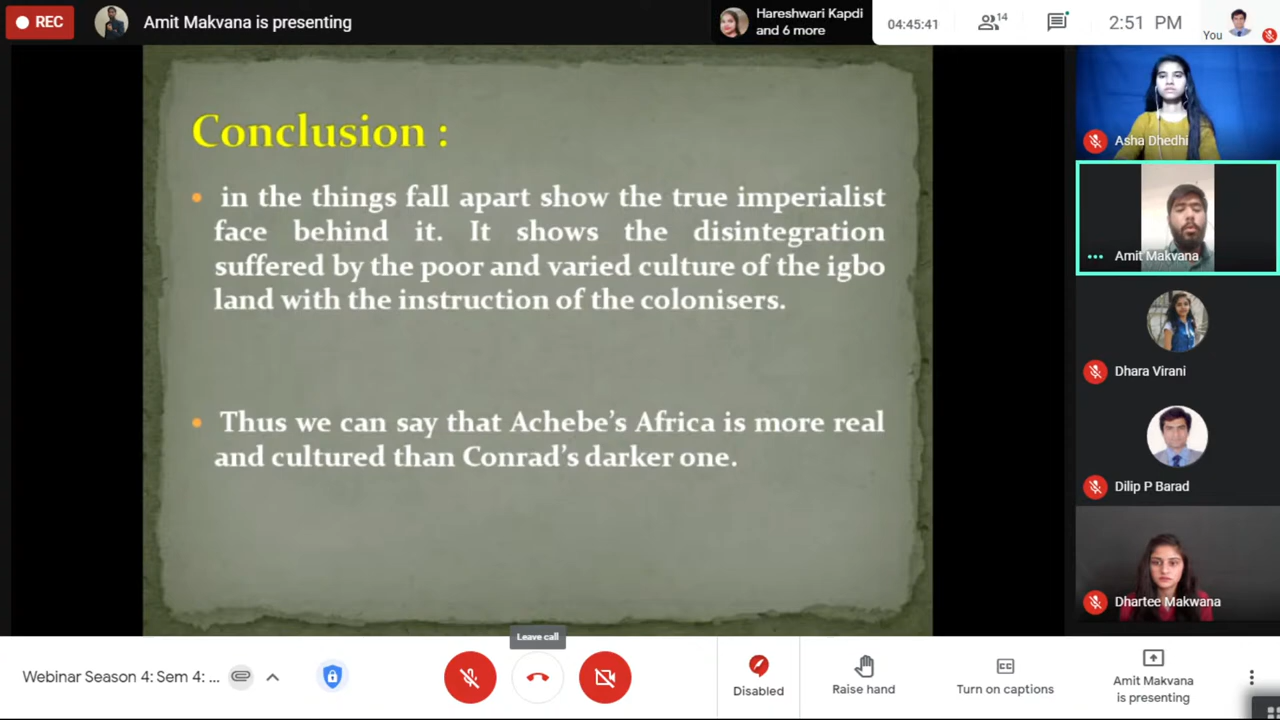 REC
Amit Makvana is presenting
Hareshwari Kapdi
and 6 more
04:45:41
14
2:51 PM
You
Conclusion :
in the things fall apart show the true imperialist
face behind it. It shows the disintegration
suffered by the poor and varied culture of the igbo
land with the instruction of the colonisers.
Thus we can say that Achebe's Africa is more real
and cultured than Conrad's darker one.
Asha Dhedhi
Amit Makvana
Dhara Virani
Dilip P Barad
Dhartee Makwana
Leave call
Webinar Season 4: Sem 4: ...
Disabled
Raise hand
Turn on captions
Amit Makvana
is presenting